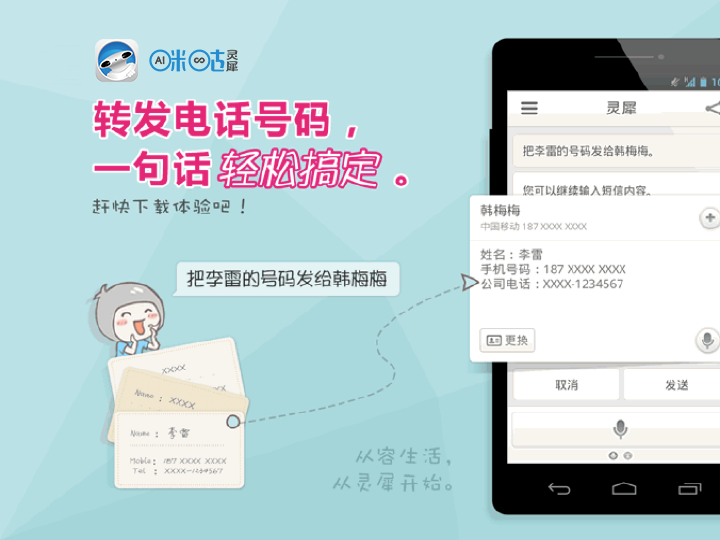 AI 咪咕灵犀
转发电话号码，
一句话 轻松搞定 。
赶快下载体验吧！
把李雷的号码发给韩梅梅
XXXX
Name : XXXX
Name : 李雷
Moble : 187 XXXX XXXX
Tel : XXXX-1234567
从容生活，
从灵犀开始。
灵犀
把李雷的号码发给韩梅梅。
您可以继续输入短信内容。
韩梅梅
中国移动 187 XXXX XXXX
姓名：李雷
手机号码：187 XXXX XXXX
公司电话：XXXX-1234567
更换
取消
发送